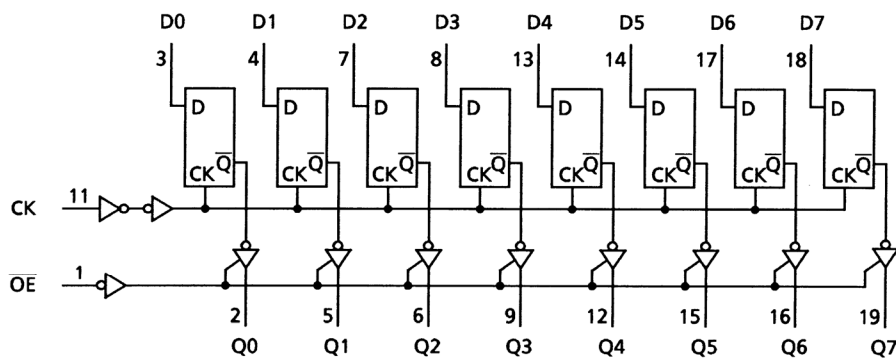 D0 D1 D2 D3 D4 D5 D6 D7
3 4 7 8 13 14 17 18
D D D D D D D D
Q̅ Q̅ Q̅ Q̅ Q̅ Q̅ Q̅ Q̅
CK CK CK CK CK CK CK CK
CK 11
O̅E̅ 1
2 5 6 9 12 15 16 19
Q0 Q1 Q2 Q3 Q4 Q5 Q6 Q7